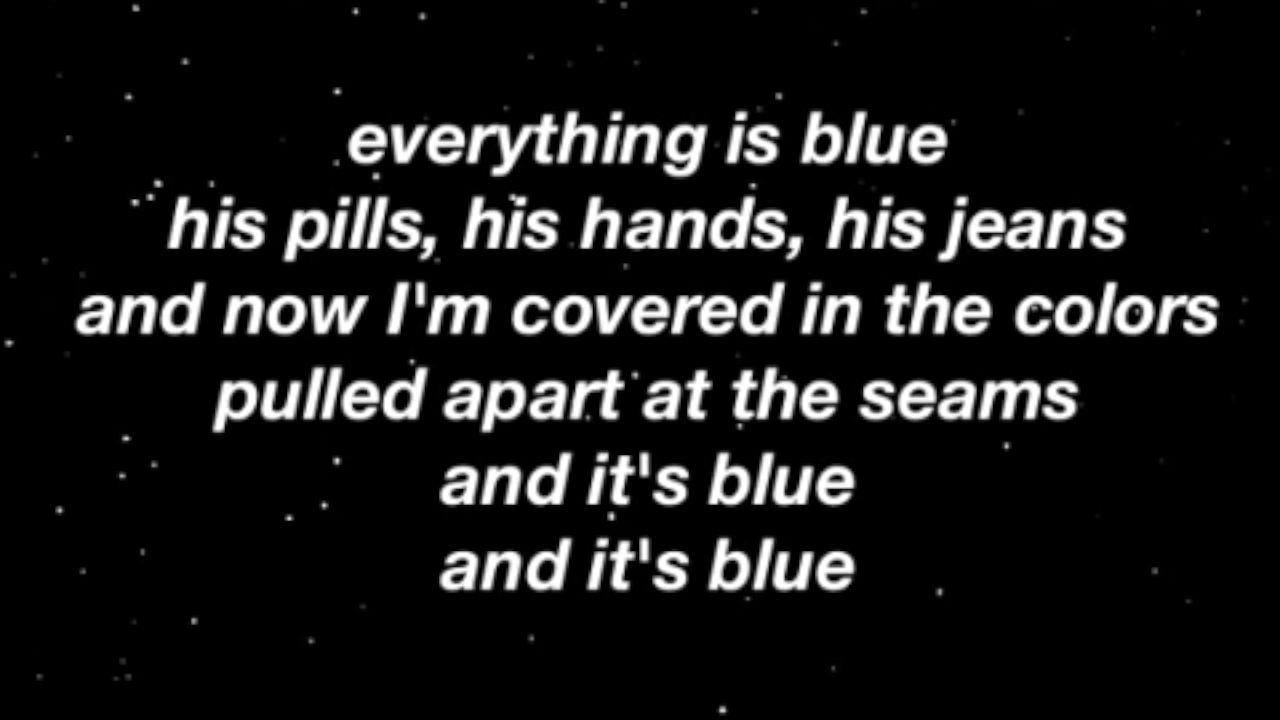 everything is blue
his pills, his hands, his jeans
and now I'm covered in the colors
pulled apart at the seams
and it's blue
and it's blue